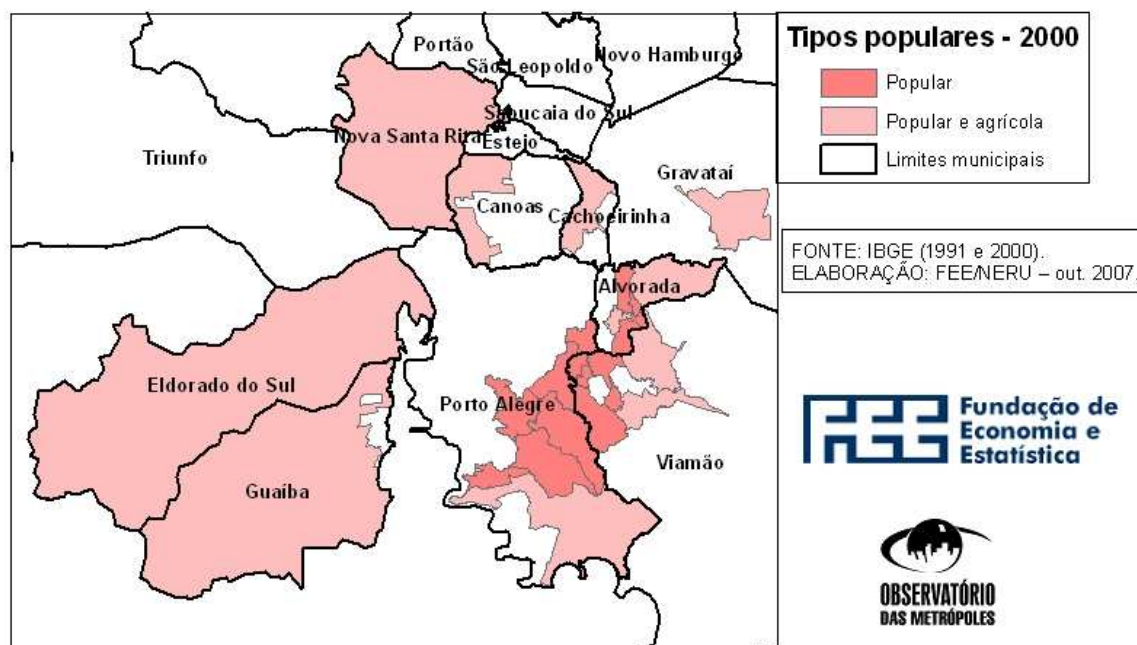 Tipos populares - 2000
Popular
Popular e agrícola
Limites municipais
FONTE: IBGE (1991 e 2000).
ELABORAÇÃO: FEE/NERU – out. 2007.
Portão
São Leopoldo
Novo Hamburgo
Sapucaia do Sul
Nova Santa Rita
Esteio
Triunfo
Gravataí
Canoas
Cachoeirinha
Alvorada
Eldorado do Sul
Porto Alegre
Guaíba
Viamão
FEE
Fundação de
Economia e
Estatística
OBSERVATÓRIO
DAS METRÓPOLES